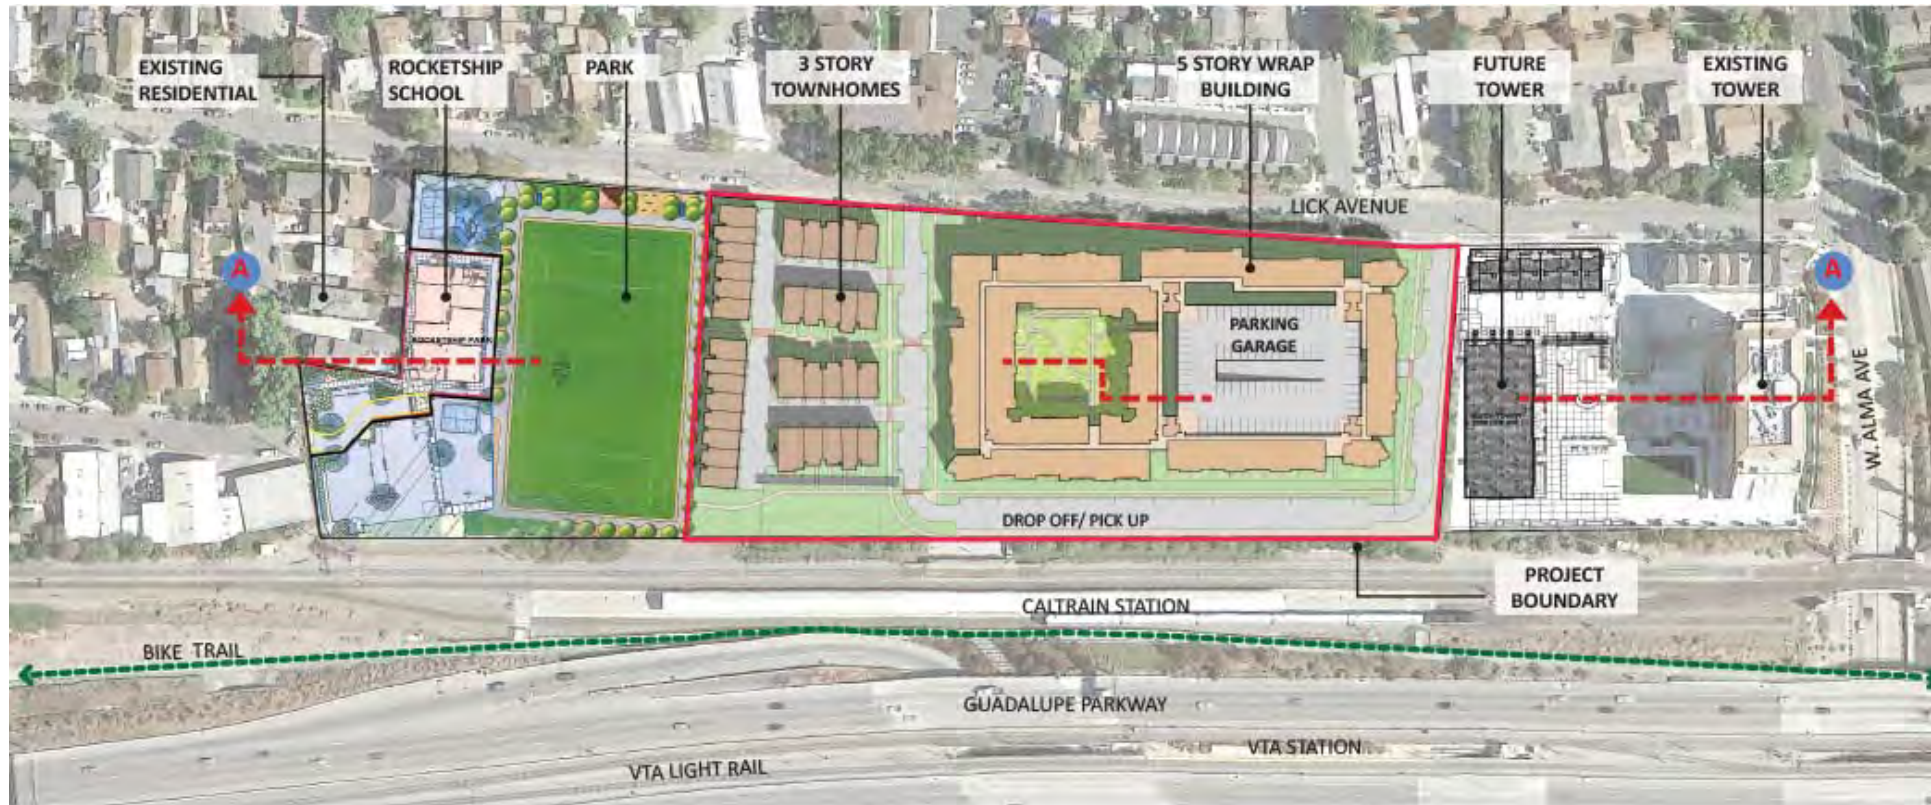 EXISTING
RESIDENTIAL
ROCKETSHIP
SCHOOL
PARK
3 STORY
TOWNHOMES
5 STORY WRAP
BUILDING
FUTURE
TOWER
EXISTING
TOWER
LICK AVENUE
A
A
PARKING
GARAGE
ROCKETSHIP PARK
W. ALMA AVE
DROP OFF/ PICK UP
PROJECT
BOUNDARY
CALTRAIN STATION
BIKE TRAIL
GUADALUPE PARKWAY
VTA STATION
VTA LIGHT RAIL